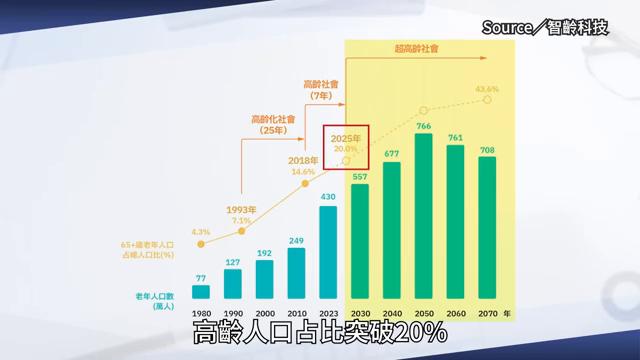 Source／智齡科技
超高齡社會
高齡社會
(7年)
高齡化社會
(25年)
43.6%
2025年
20.0%
2018年
14.6%
1993年
7.1%
4.3%
65+歲老年人口
占總人口比(%)
老年人口數
(萬人)
77
127
192
249
430
557
677
766
761
708
1980 1990 2000 2010 2023 2030 2040 2050 2060 2070 年
高齡人口占比突破20%